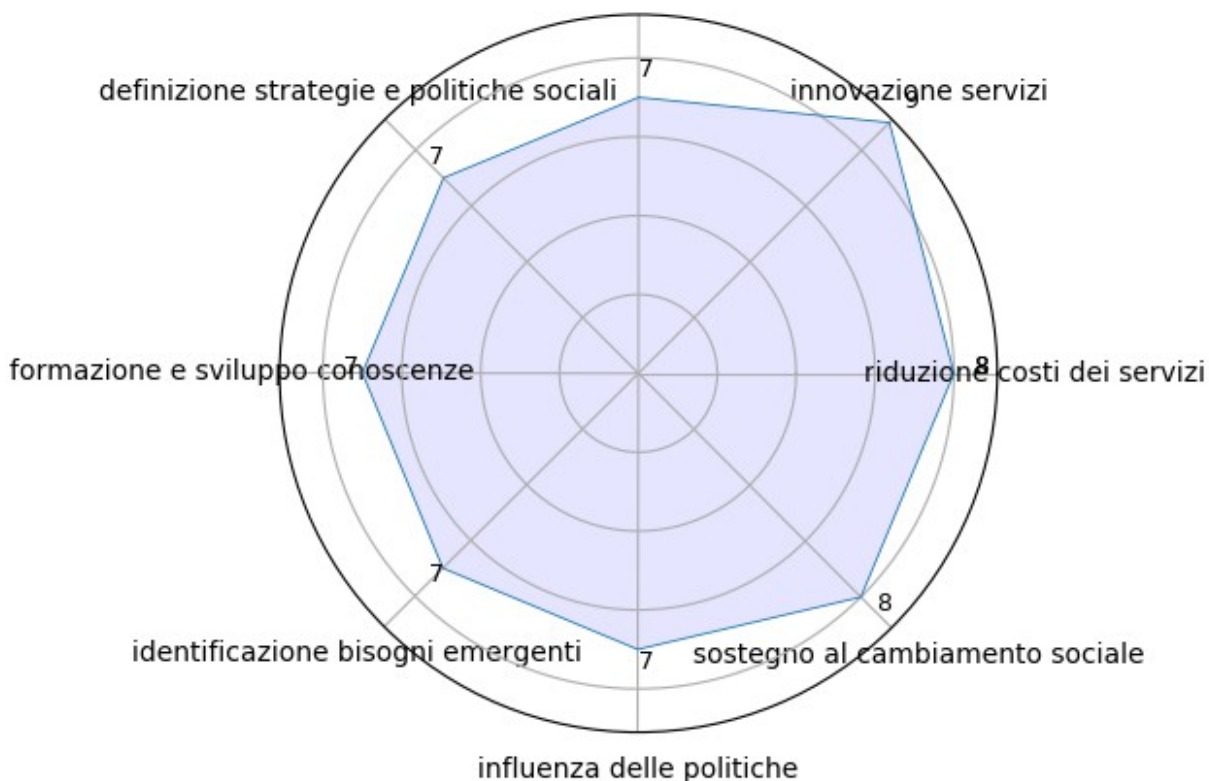 7
definizione strategie e politiche sociali
innovazione servizi
9
7
formazione e sviluppo conoscenze
7
riduzione costi dei servizi
8
7
8
identificazione bisogni emergenti
7
sostegno al cambiamento sociale
influenza delle politiche